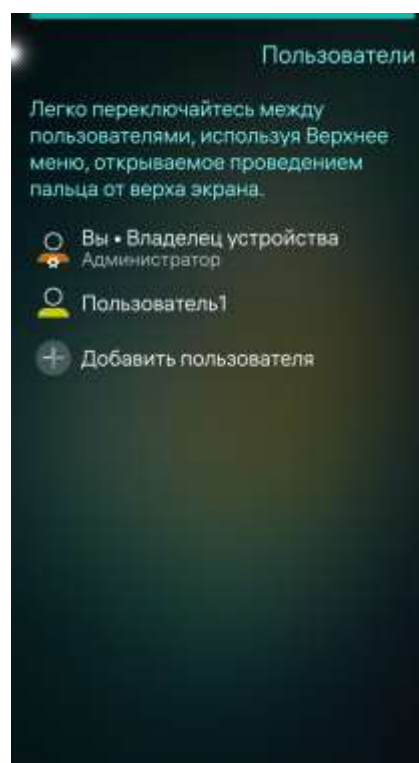 Пользователи
Легко переключайтесь между
пользователями, используя Верхнее
меню, открываемое проведением
пальца от верха экрана.
Вы • Владелец устройства
Администратор
Пользователь1
Добавить пользователя